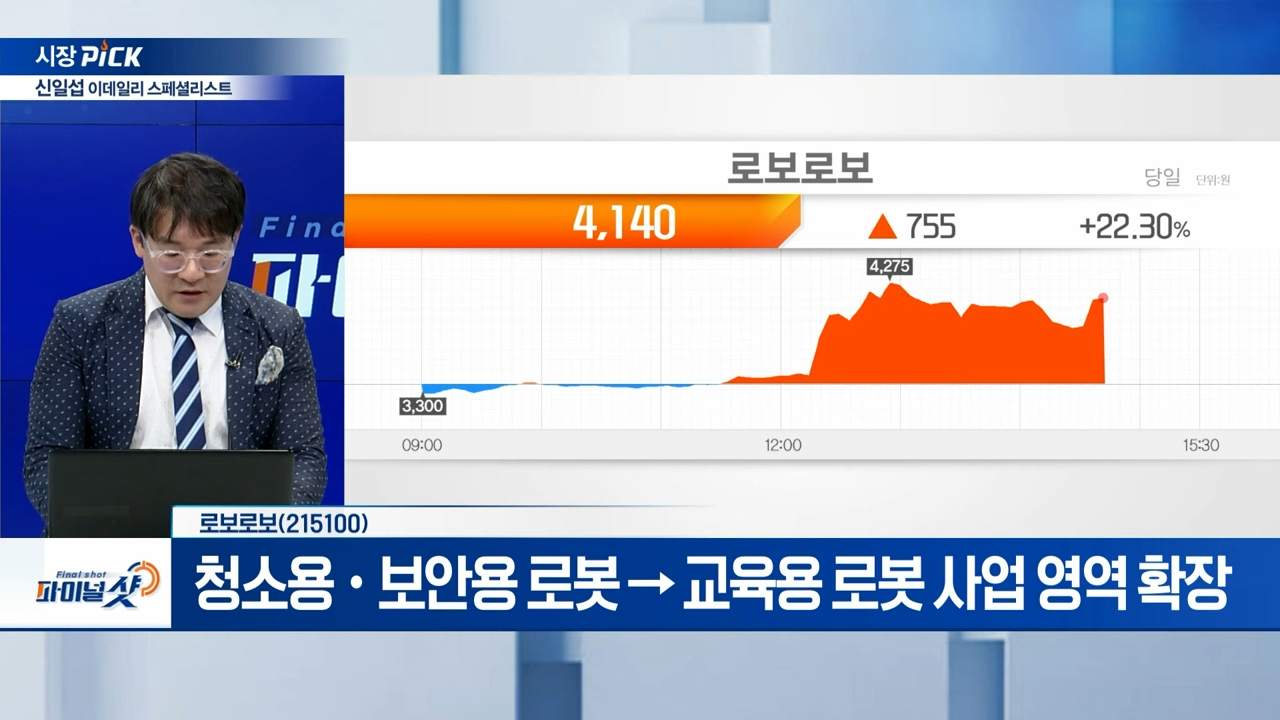 시장 PiCK
신일섭 이데일리 스페셜리스트
로보로보
당일 단위:원
4,140 ▲ 755 +22.30%
4,275
3,300
09:00 12:00 15:30
Fina
파이
로보로보(215100)
Final shot
파이널샷
청소용·보안용 로봇→교육용 로봇 사업 영역 확장